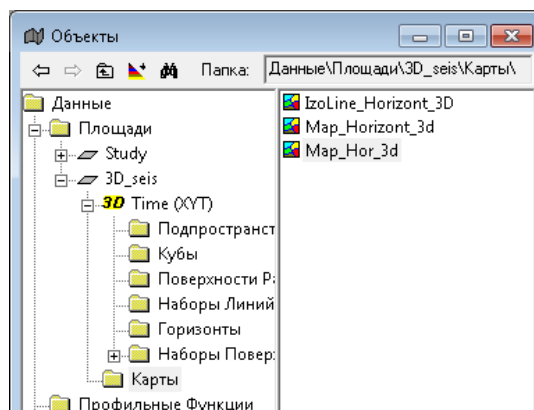 Объекты
Папка: Данные\Площади\3D_seis\Карты\
Данные
Площади
Study
3D_seis
3D Time (XYT)
Подпространст
Кубы
Поверхности Р
Наборы Линий
Горизонты
Наборы Повер
Карты
Профильные Функции
IzoLine_Horizont_3D
Map_Horizont_3d
Map_Hor_3d